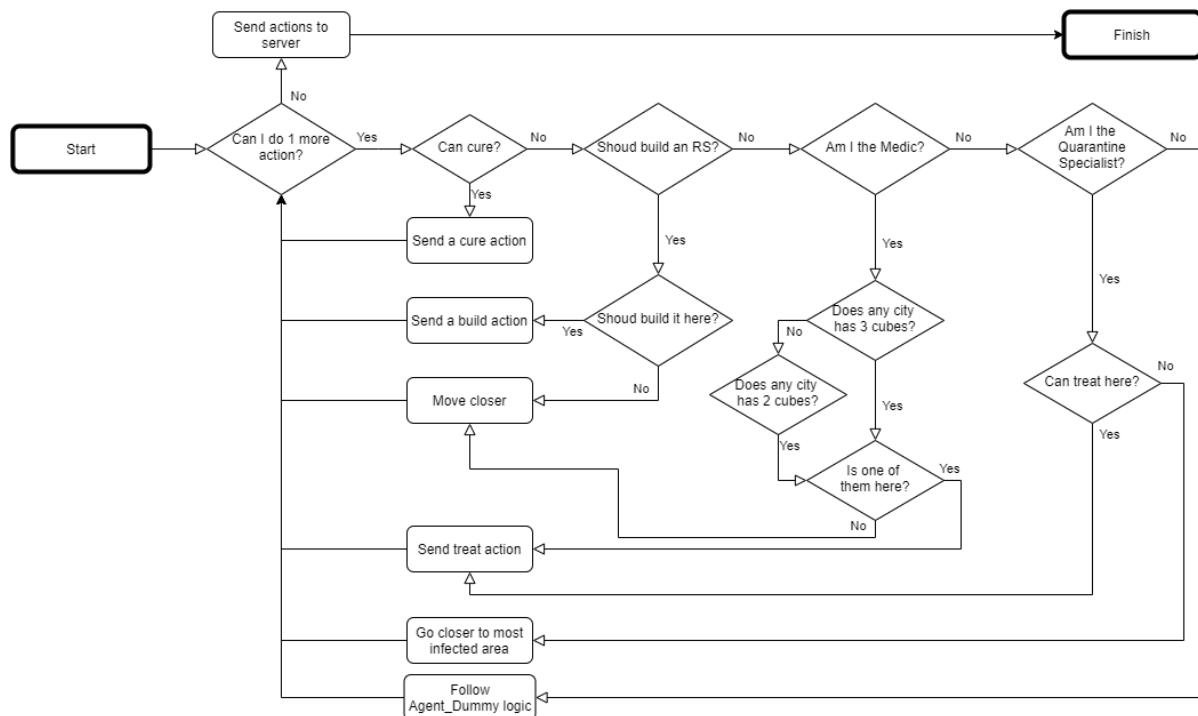 Send actions to
server
Finish
No
Start
Can I do 1 more
action?
Yes
Can cure?
No
Shoud build an RS?
No
Am I the Medic?
No
Am I the
Quarantine
Specialist?
No
Yes
Send a cure action
Yes
Yes
Yes
Send a build action
Yes
Shoud build it here?
No
Does any city
has 3 cubes?
Can treat here?
No
Move closer
No
Does any city
has 2 cubes?
Yes
Yes
Yes
Is one of
them here?
Yes
No
Send treat action
Go closer to most
infected area
Follow
Agent_Dummy logic